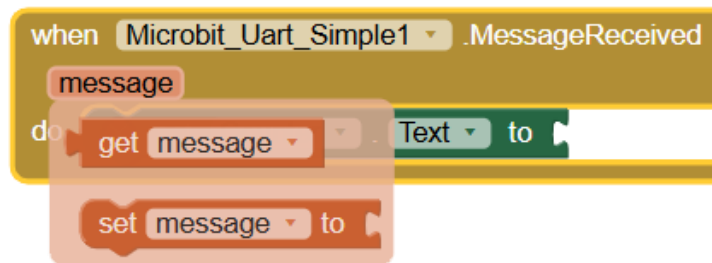 when Microbit_Uart_Simple1 .MessageReceived
message
do . Text to
get message
set message to